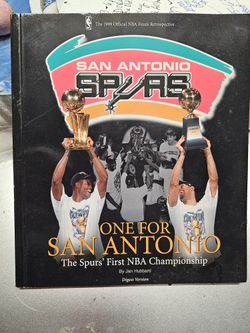 The 1999 Official NBA Finals Retrospective
SAN ANTONIO
SPURS
ONE FOR
SAN ANTONIO
The Spurs' First NBA Championship
By Jan Hubbard
Digest Version